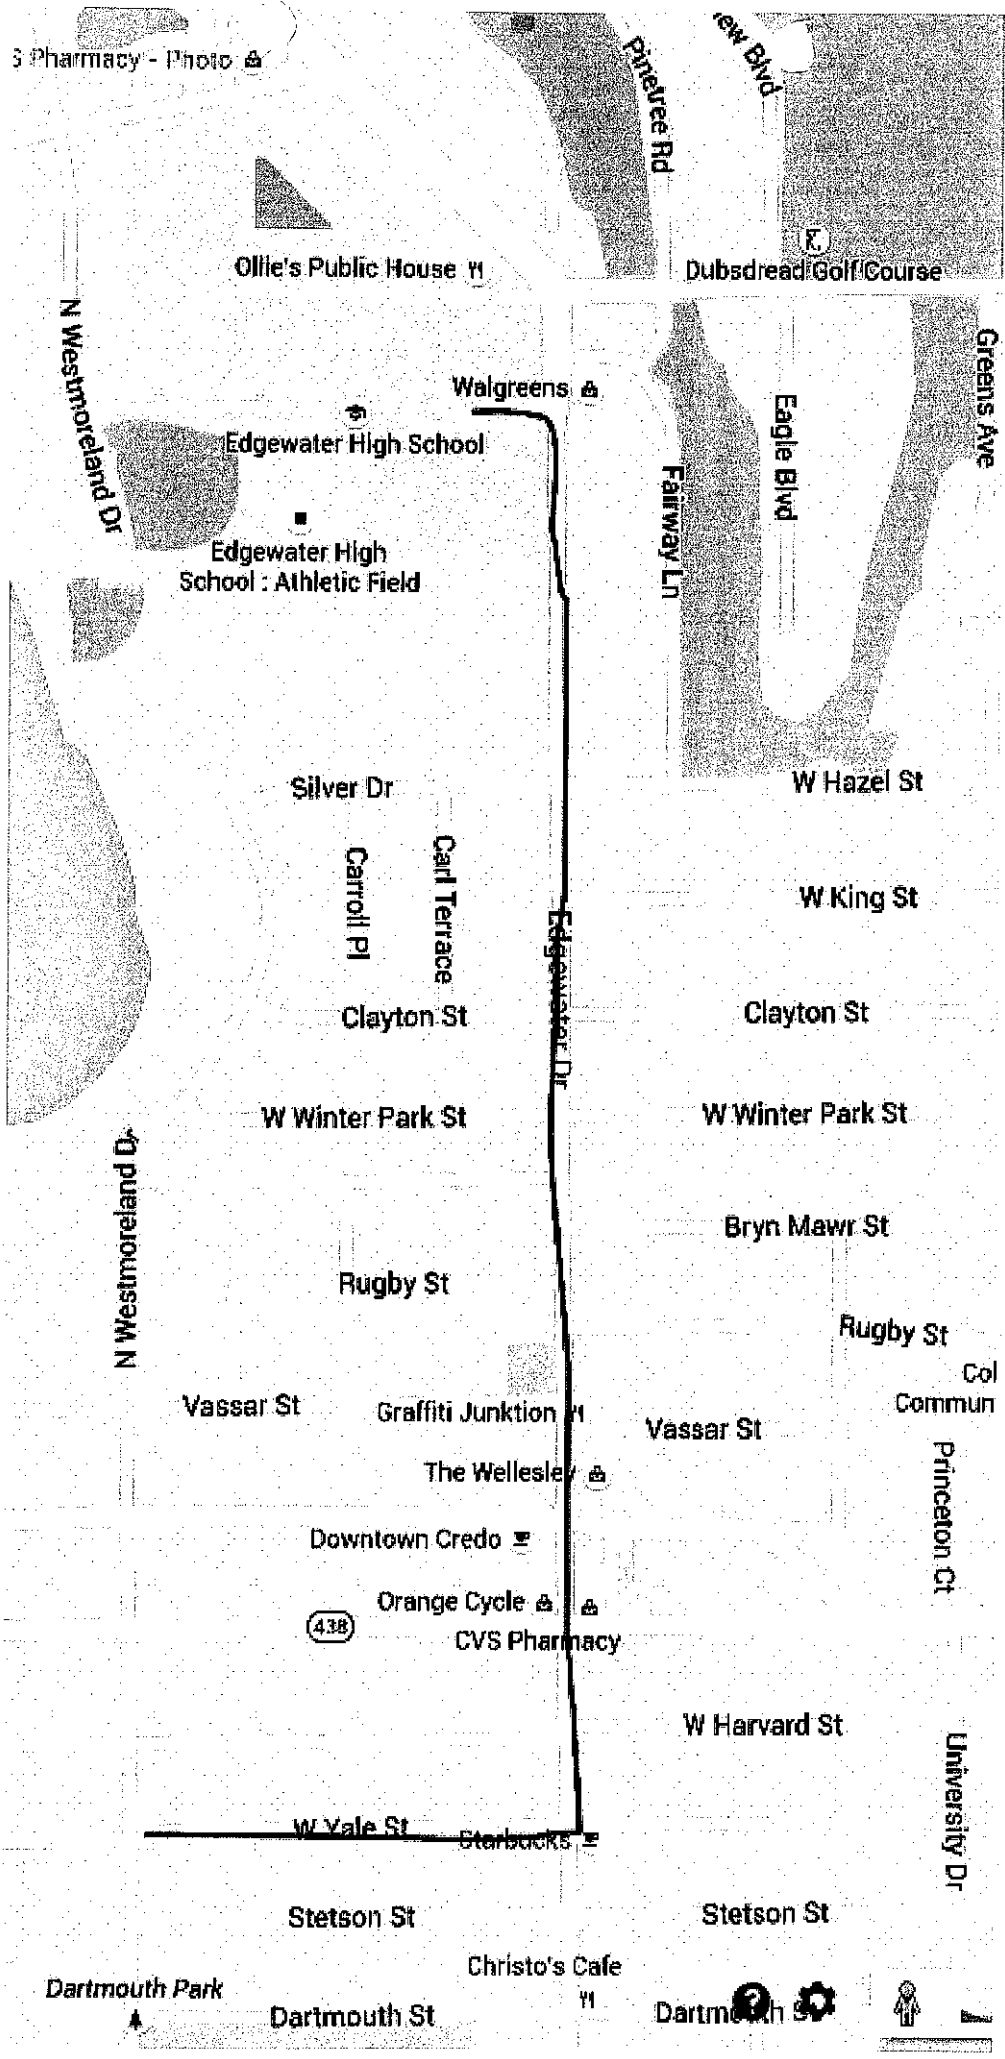 S Pharmacy - Photo
Pinetree Rd
ew Blvd
Ollie's Public House
Dubsdread Golf Course
N Westmoreland Dr
Greens Ave
Walgreens
Edgewater High School
Eagle Blvd
Fairway Ln
Edgewater High
School : Athletic Field
Silver Dr
W Hazel St
Carroll Pl
Carl Terrace
W King St
Edgewater Dr
Clayton St
Clayton St
W Winter Park St
W Winter Park St
N Westmoreland D
Bryn Mawr St
Rugby St
Rugby St
Col
Commun
Vassar St
Graffiti Junktion
Vassar St
The Wellesley
Princeton Ct
Downtown Credo
Orange Cycle
438
CVS Pharmacy
W Harvard St
University Dr
W Yale St
Starbucks
Stetson St
Stetson St
Christo's Cafe
Dartmouth Park
Dartmouth St
Dartmouth S